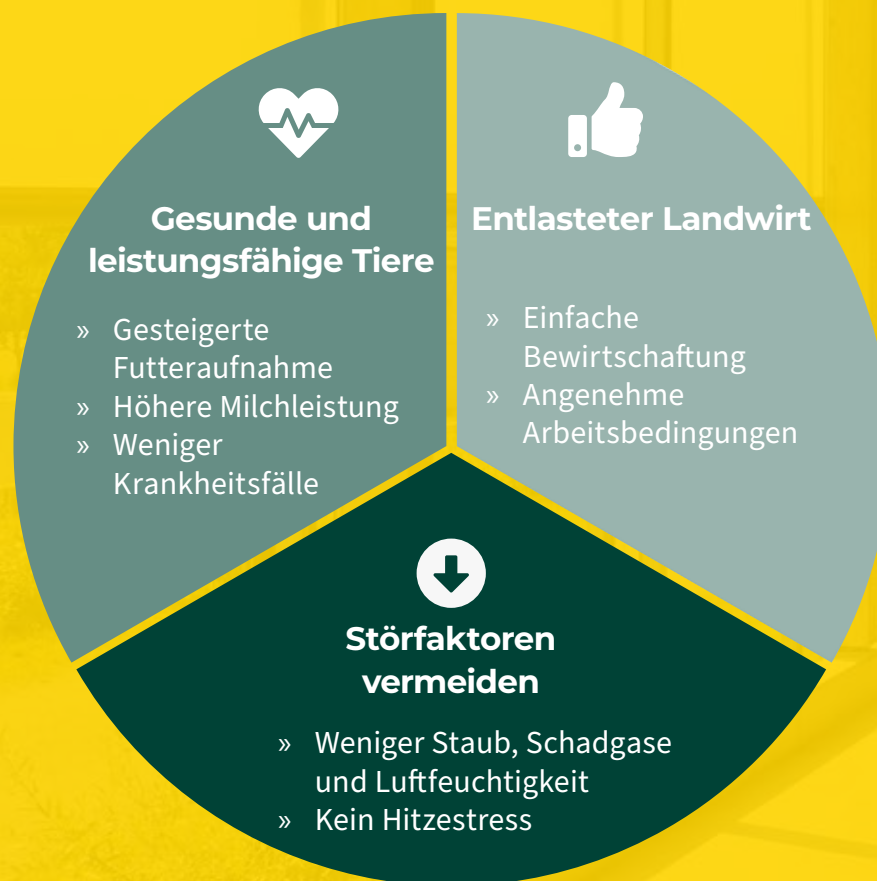 Gesunde und
leistungsfähige Tiere
» Gesteigerte
Futteraufnahme
» Höhere Milchleistung
» Weniger
Krankheitsfälle
Entlasteter Landwirt
» Einfache
Bewirtschaftung
» Angenehme
Arbeitsbedingungen
Störfaktoren
vermeiden
» Weniger Staub, Schadgase
und Luftfeuchtigkeit
» Kein Hitzestress